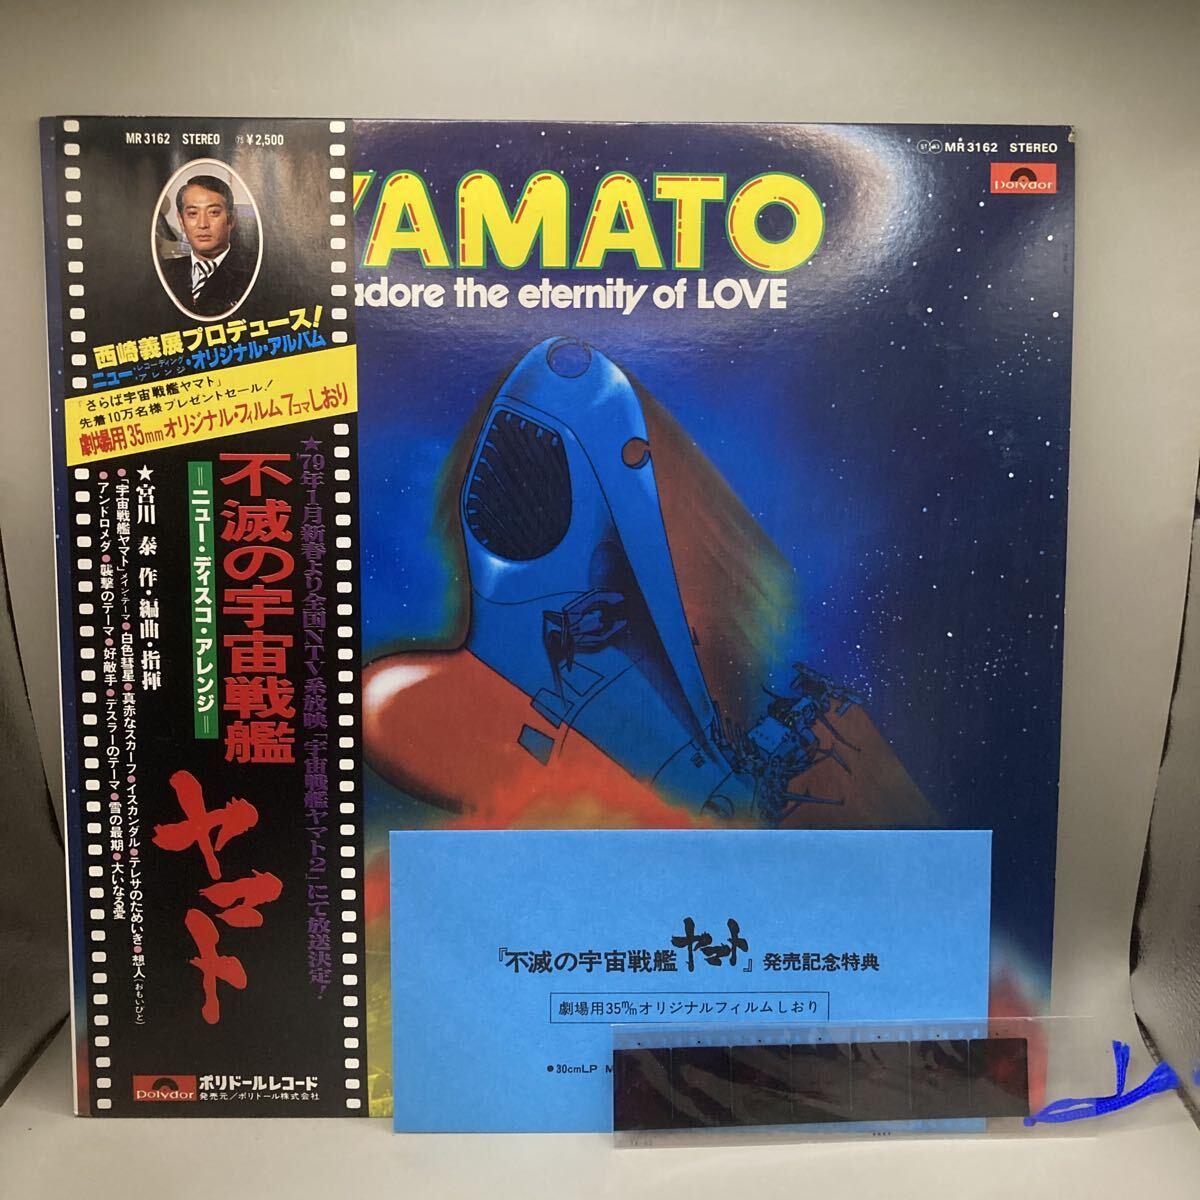 MR 3162 STEREO ㊄ ¥2,500
西崎義展プロデュース!
ニュー・レコーディング・アレンジ・オリジナル・アルバム
「さらば宇宙戦艦ヤマト」
先着10万名様プレゼントセール!
劇場用35mmオリジナル・フィルム7コマしおり
★'79年1月新春より全国NTV系放映「宇宙戦艦ヤマト2」にて放送決定!
不滅の宇宙戦艦
ヤマト
=ニュー・ディスコ・アレンジ=
★宮川 泰 作・編曲・指揮
●「宇宙戦艦ヤマト」メイン・テーマ●白色彗星●真赤なスカーフ●イスカンダル●テレサのためいき●想人(おもいびと)
●アンドロメダ●襲撃のテーマ●好敵手●デスラーのテーマ●雪の最期●大いなる愛
Polydor
ポリドールレコード
発売元/ポリドール株式会社
MR 3162 STEREO
Polydor
YAMATO
adore the eternity of LOVE
『不滅の宇宙戦艦ヤマト』発売記念特典
劇場用35m/mオリジナルフィルムしおり
●30cmLP M